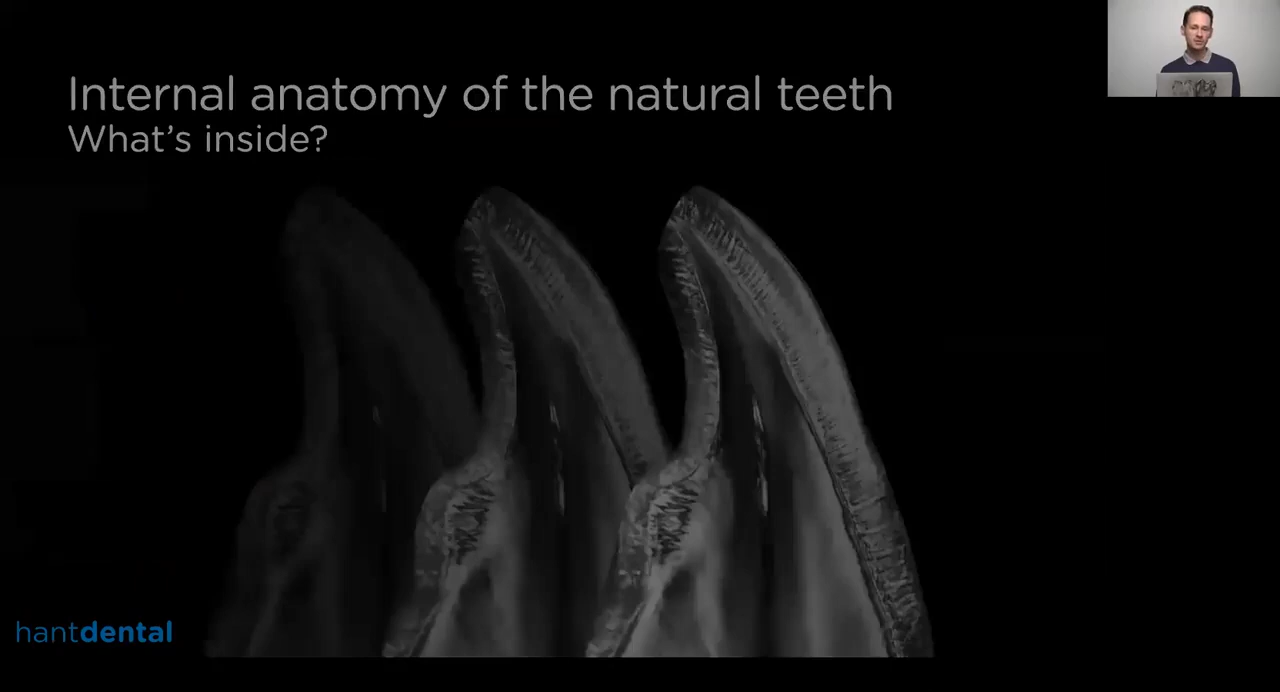 Internal anatomy of the natural teeth
What's inside?
hantdental